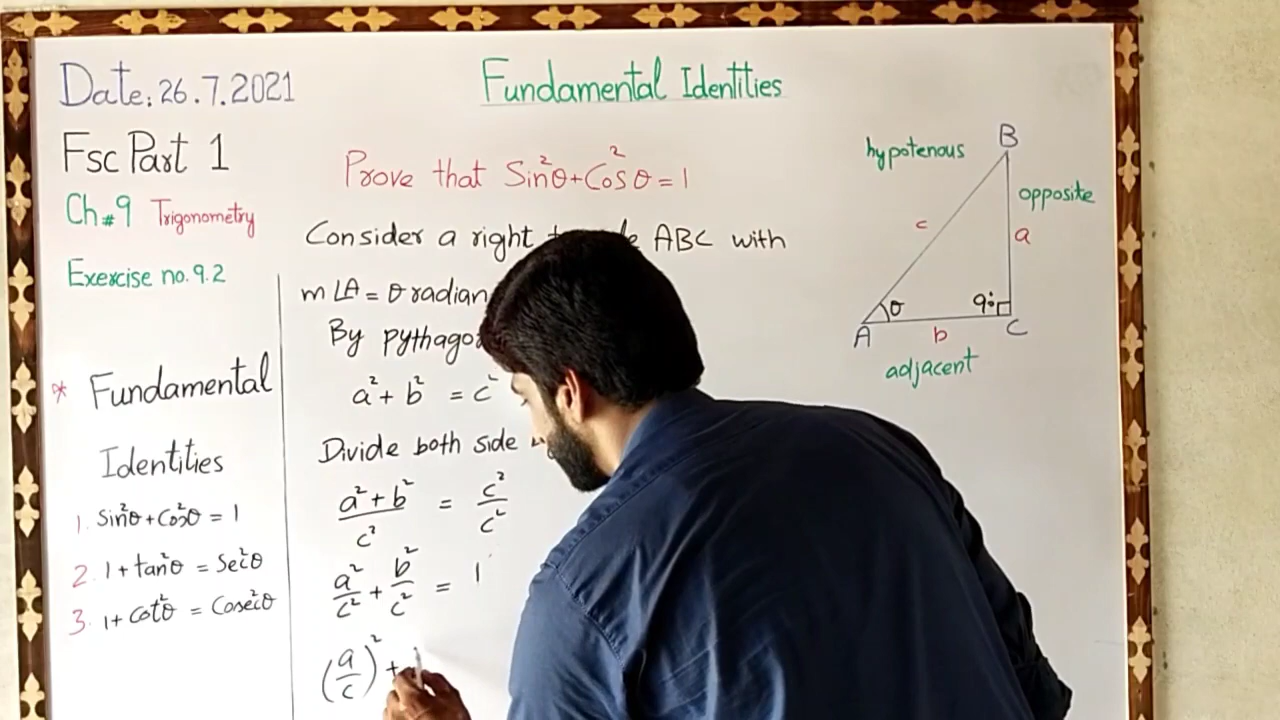 Date: 26.7.2021
Fundamental Identities
Fsc Part 1
Ch#9 Trigonometry
Exercise no. 9.2
* Fundamental
Identities
1. Sin²θ+Cos²θ = 1
2. 1+tan²θ = Sec²θ
3. 1+Cot²θ = Cosec²θ
Prove that Sin²θ+Cos²θ = 1
Consider a right ABC with
m∠A = θ radian
By
a²+b² = c²
Divide both side
a²+b²/c² = c²/c²
a²/c² + b²/c² = 1
(a/c)² +
hypotenous
B
opposite
c
a
θ
90°
A
b
C
adjacent